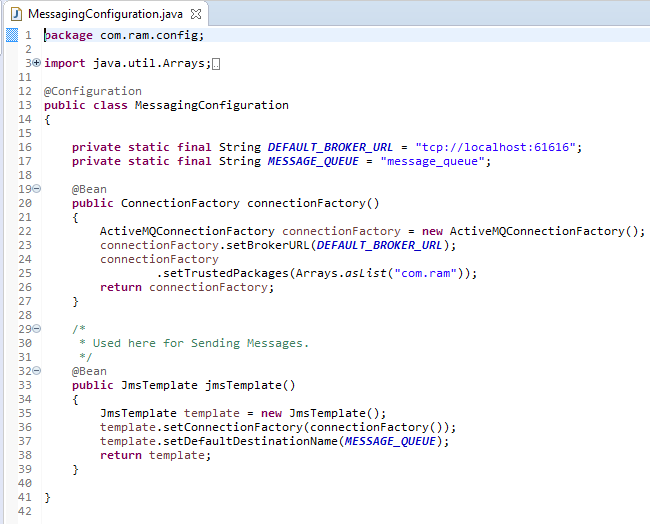 MessagingConfiguration.java
1 package com.ram.config;
2
3 import java.util.Arrays;
11
12 @Configuration
13 public class MessagingConfiguration
14 {
15
16     private static final String DEFAULT_BROKER_URL = "tcp://localhost:61616";
17     private static final String MESSAGE_QUEUE = "message_queue";
18
19     @Bean
20     public ConnectionFactory connectionFactory()
21     {
22         ActiveMQConnectionFactory connectionFactory = new ActiveMQConnectionFactory();
23         connectionFactory.setBrokerURL(DEFAULT_BROKER_URL);
24         connectionFactory
25                 .setTrustedPackages(Arrays.asList("com.ram"));
26         return connectionFactory;
27     }
28
29     /*
30      * Used here for Sending Messages.
31      */
32     @Bean
33     public JmsTemplate jmsTemplate()
34     {
35         JmsTemplate template = new JmsTemplate();
36         template.setConnectionFactory(connectionFactory());
37         template.setDefaultDestinationName(MESSAGE_QUEUE);
38         return template;
39     }
40
41 }
42